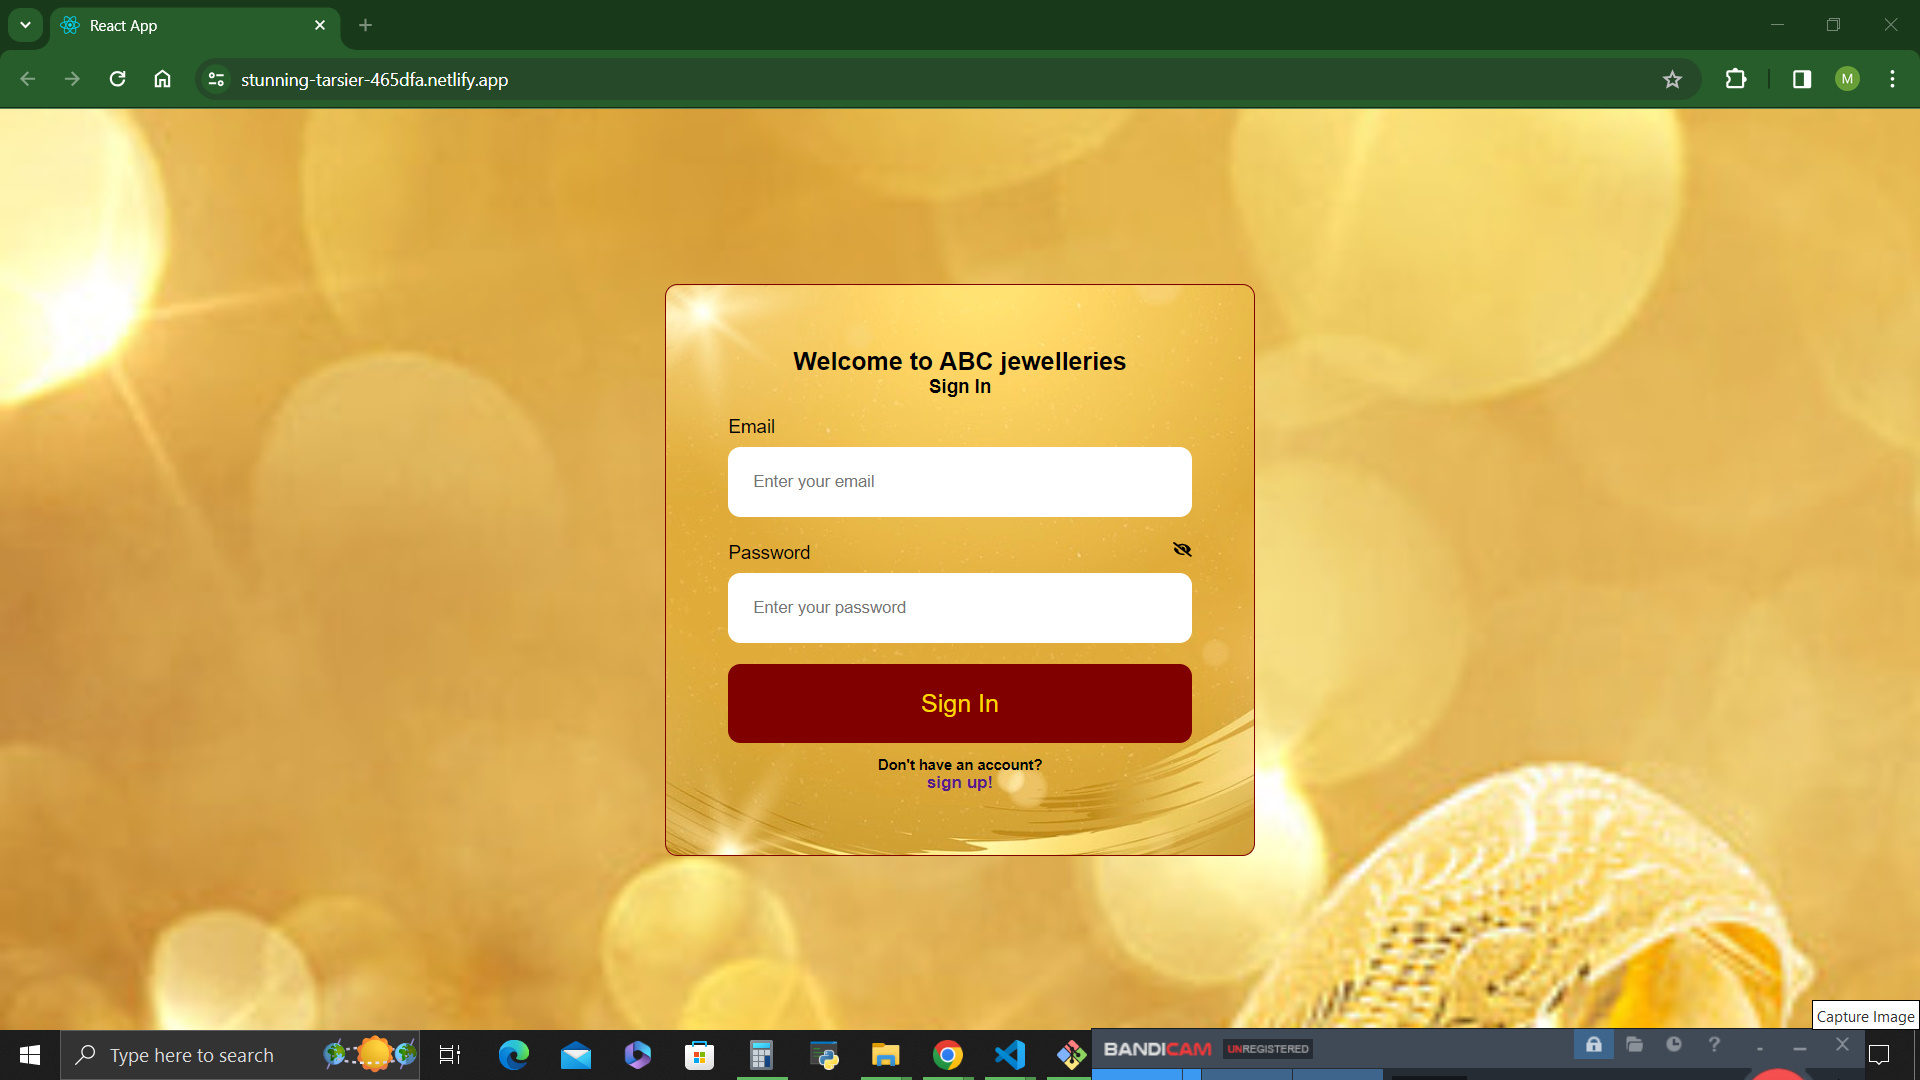 React App
stunning-tarsier-465dfa.netlify.app
M
Welcome to ABC jewelleries
Sign In
Email
Enter your email
Password
Enter your password
Sign In
Don't have an account?
sign up!
Capture Image
Type here to search
BANDICAM UNREGISTERED